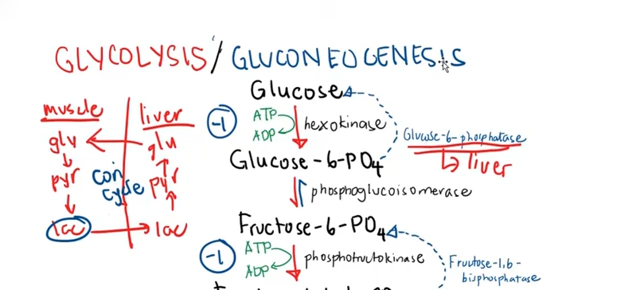 GLYCOLYSIS / GLUCONEOGENESIS
Glucose
muscle
liver
ATP
ADP
-1
hexokinase
glu
glu
Glucose-6-phosphatase
liver
Glucose-6-PO4
pyr
pyr
cori
cycle
phosphoglucoisomerase
lac
lac
Fructose-6-PO4
ATP
ADP
-1
phosphofructokinase
Fructose-1,6-
bisphosphatase